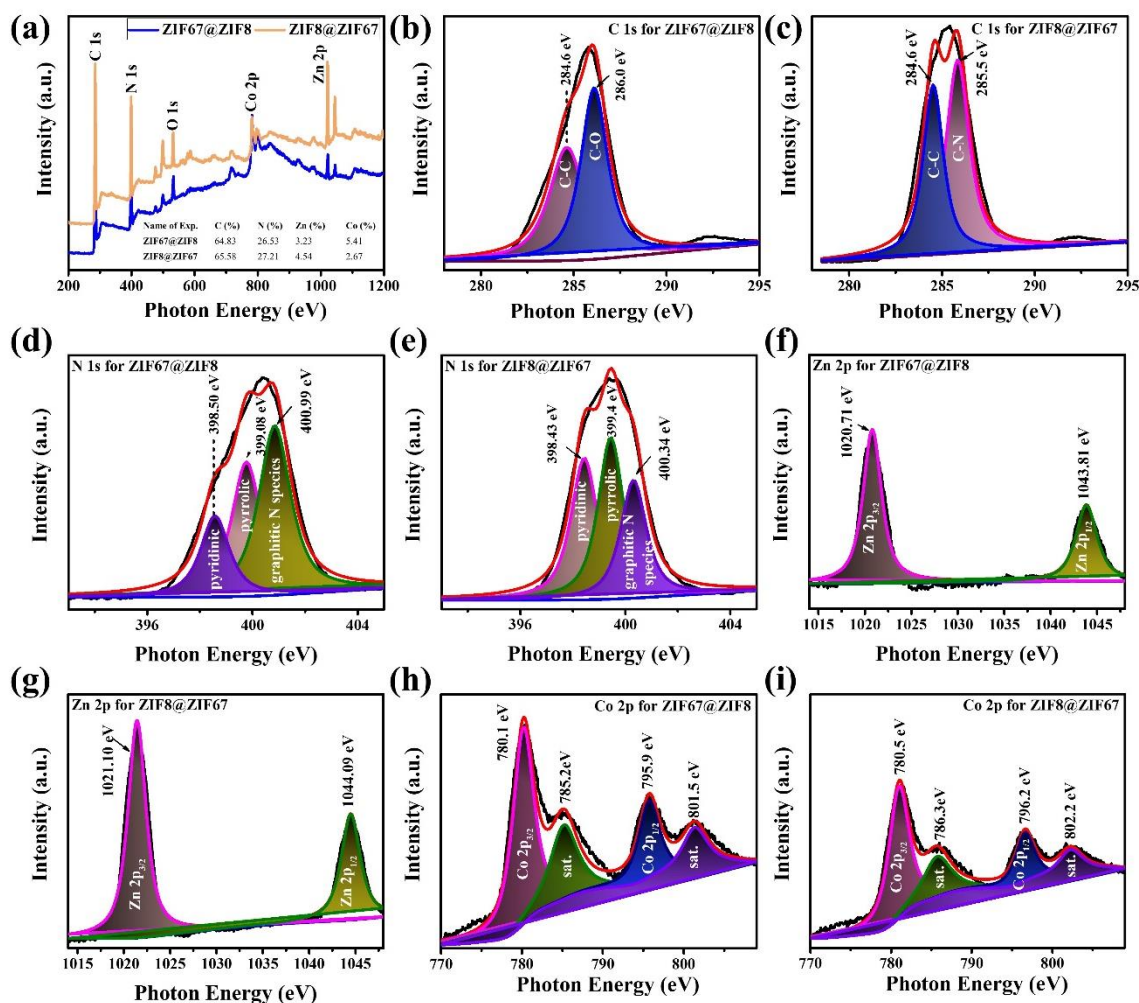 (a)
ZIF67@ZIF8 ZIF8@ZIF67
C 1s
N 1s
O 1s
Co 2p
Zn 2p
Name of Exp. C (%) N (%) Zn (%) Co (%)
ZIF67@ZIF8 64.83 26.53 3.23 5.41
ZIF8@ZIF67 65.58 27.21 4.54 2.67
200 400 600 800 1000 1200
Photon Energy (eV)
Intensity (a.u.)
(b)
C 1s for ZIF67@ZIF8
284.6 eV
286.0 eV
C-C
C-O
280 285 290 295
Photon Energy (eV)
Intensity (a.u.)
(c)
C 1s for ZIF8@ZIF67
284.6 eV
285.5 eV
C-C
C-N
280 285 290 295
Photon Energy (eV)
Intensity (a.u.)
(d)
N 1s for ZIF67@ZIF8
398.50 eV
399.08 eV
400.99 eV
pyridinic
pyrrolic
graphitic N species
396 400 404
Photon Energy (eV)
Intensity (a.u.)
(e)
N 1s for ZIF8@ZIF67
398.43 eV
399.4 eV
400.34 eV
pyridinic
pyrrolic
graphitic N
species
396 400 404
Photon Energy (eV)
Intensity (a.u.)
(f)
Zn 2p for ZIF67@ZIF8
1020.71 eV
1043.81 eV
Zn 2p3/2
Zn 2p1/2
1015 1020 1025 1030 1035 1040 1045
Photon Energy (eV)
Intensity (a.u.)
(g)
Zn 2p for ZIF8@ZIF67
1021.10 eV
1044.09 eV
Zn 2p3/2
Zn 2p1/2
1015 1020 1025 1030 1035 1040 1045
Photon Energy (eV)
Intensity (a.u.)
(h)
Co 2p for ZIF67@ZIF8
780.1 eV
785.2eV
795.9 eV
801.5 eV
Co 2p3/2
sat.
Co 2p1/2
sat.
770 780 790 800
Photon Energy (eV)
Intensity (a.u.)
(i)
Co 2p for ZIF8@ZIF67
780.5 eV
786.3eV
796.2 eV
802.2 eV
Co 2p3/2
sat.
Co 2p1/2
sat.
770 780 790 800
Photon Energy (eV)
Intensity (a.u.)